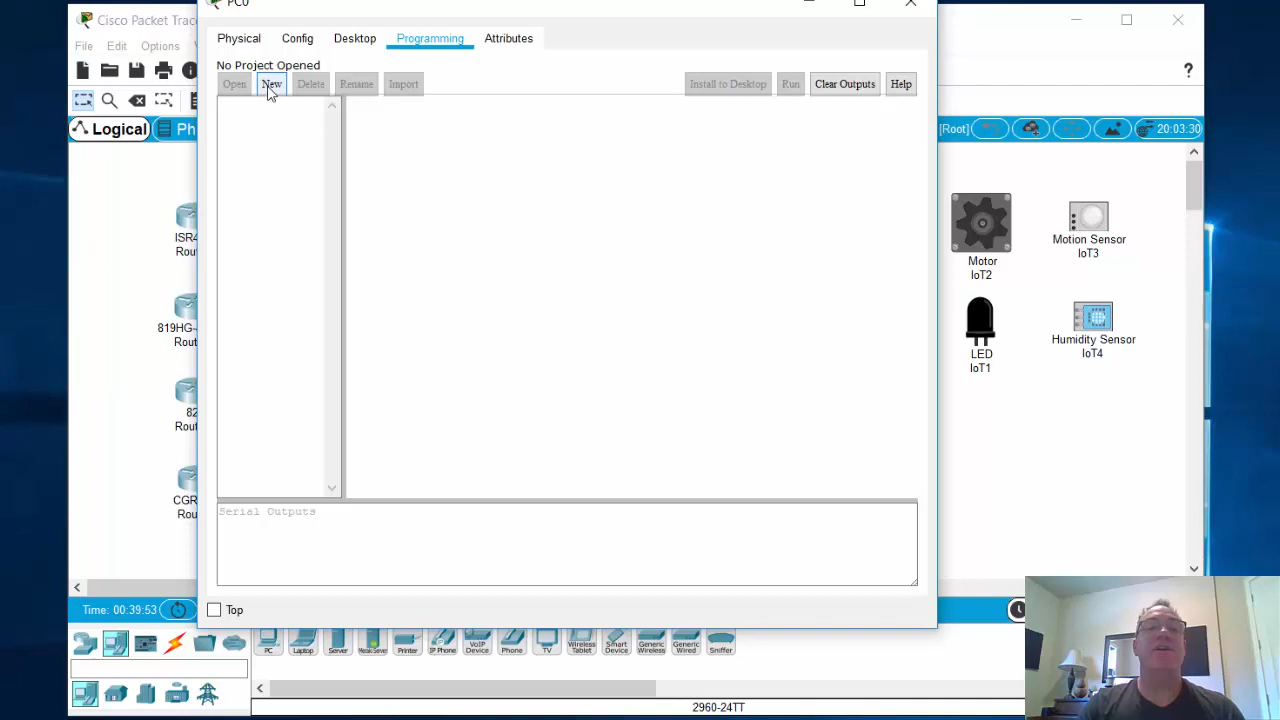 PC0
Cisco Packet Trac
File Edit Options
Physical Config Desktop Programming Attributes
No Project Opened
Open New Delete Rename Import Install to Desktop Run Clear Outputs Help
?
Logical Ph
[Root] 20:03:30
ISR4
Rout
819HG-
Rout
82
Rout
CGR
Rou
Motor
IoT2
Motion Sensor
IoT3
LED
IoT1
Humidity Sensor
IoT4
Serial Outputs
Top
Time: 00:39:53
PC Laptop Server Printer IP Phone VoIP Device Phone TV Wireless Tablet Smart Device Generic Wireless Generic Wired Sniffer
2960-24TT